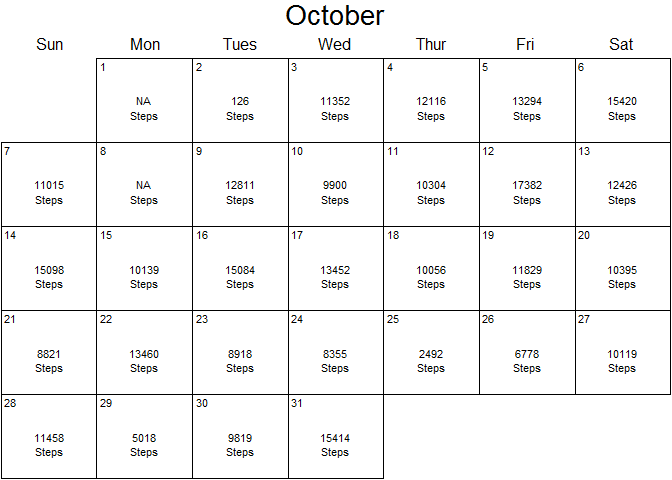 October
Sun Mon Tues Wed Thur Fri Sat
1 2 3 4 5 6
NA 126 11352 12116 13294 15420
Steps Steps Steps Steps Steps Steps
7 8 9 10 11 12 13
11015 NA 12811 9900 10304 17382 12426
Steps Steps Steps Steps Steps Steps Steps
14 15 16 17 18 19 20
15098 10139 15084 13452 10056 11829 10395
Steps Steps Steps Steps Steps Steps Steps
21 22 23 24 25 26 27
8821 13460 8918 8355 2492 6778 10119
Steps Steps Steps Steps Steps Steps Steps
28 29 30 31
11458 5018 9819 15414
Steps Steps Steps Steps